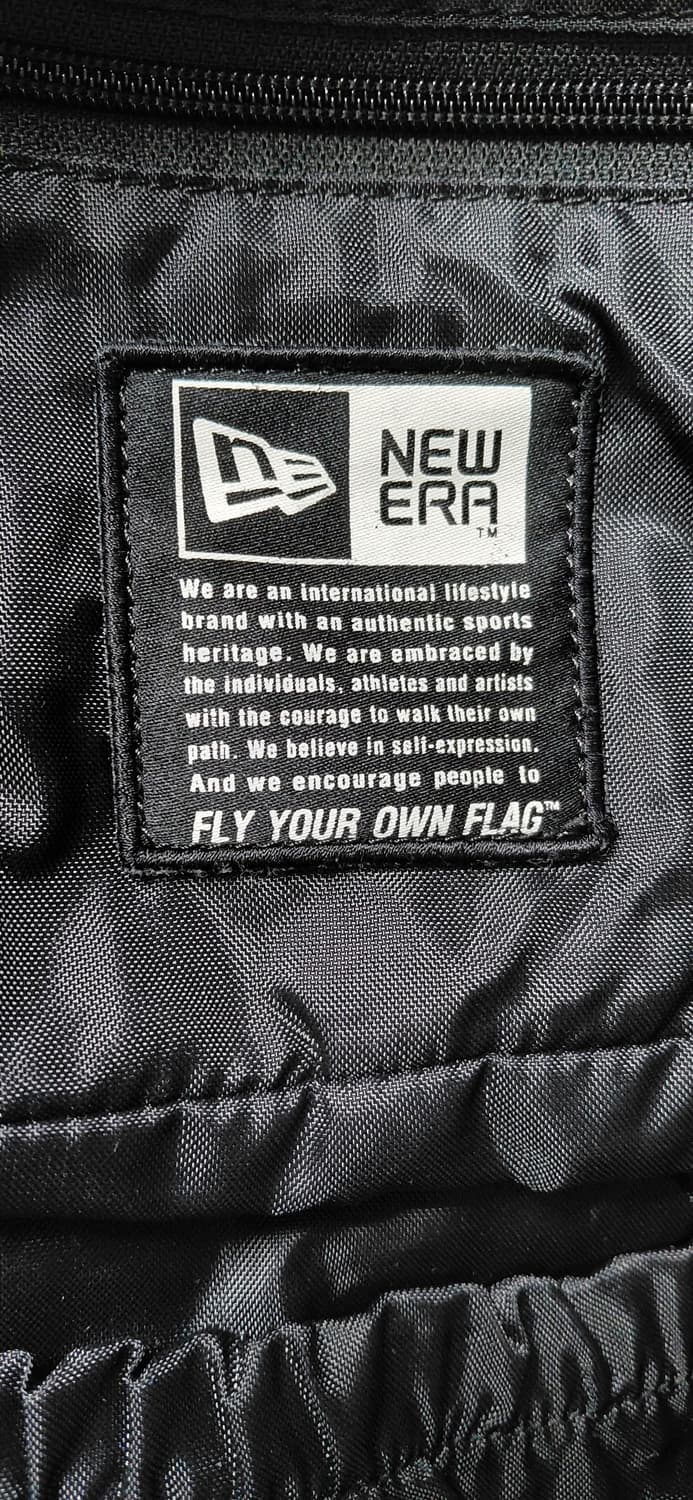 n
NEW
ERA
TM
We are an international lifestyle
brand with an authentic sports
heritage. We are embraced by
the individuals, athletes and artists
with the courage to walk their own
path. We believe in self-expression.
And we encourage people to
FLY YOUR OWN FLAG™